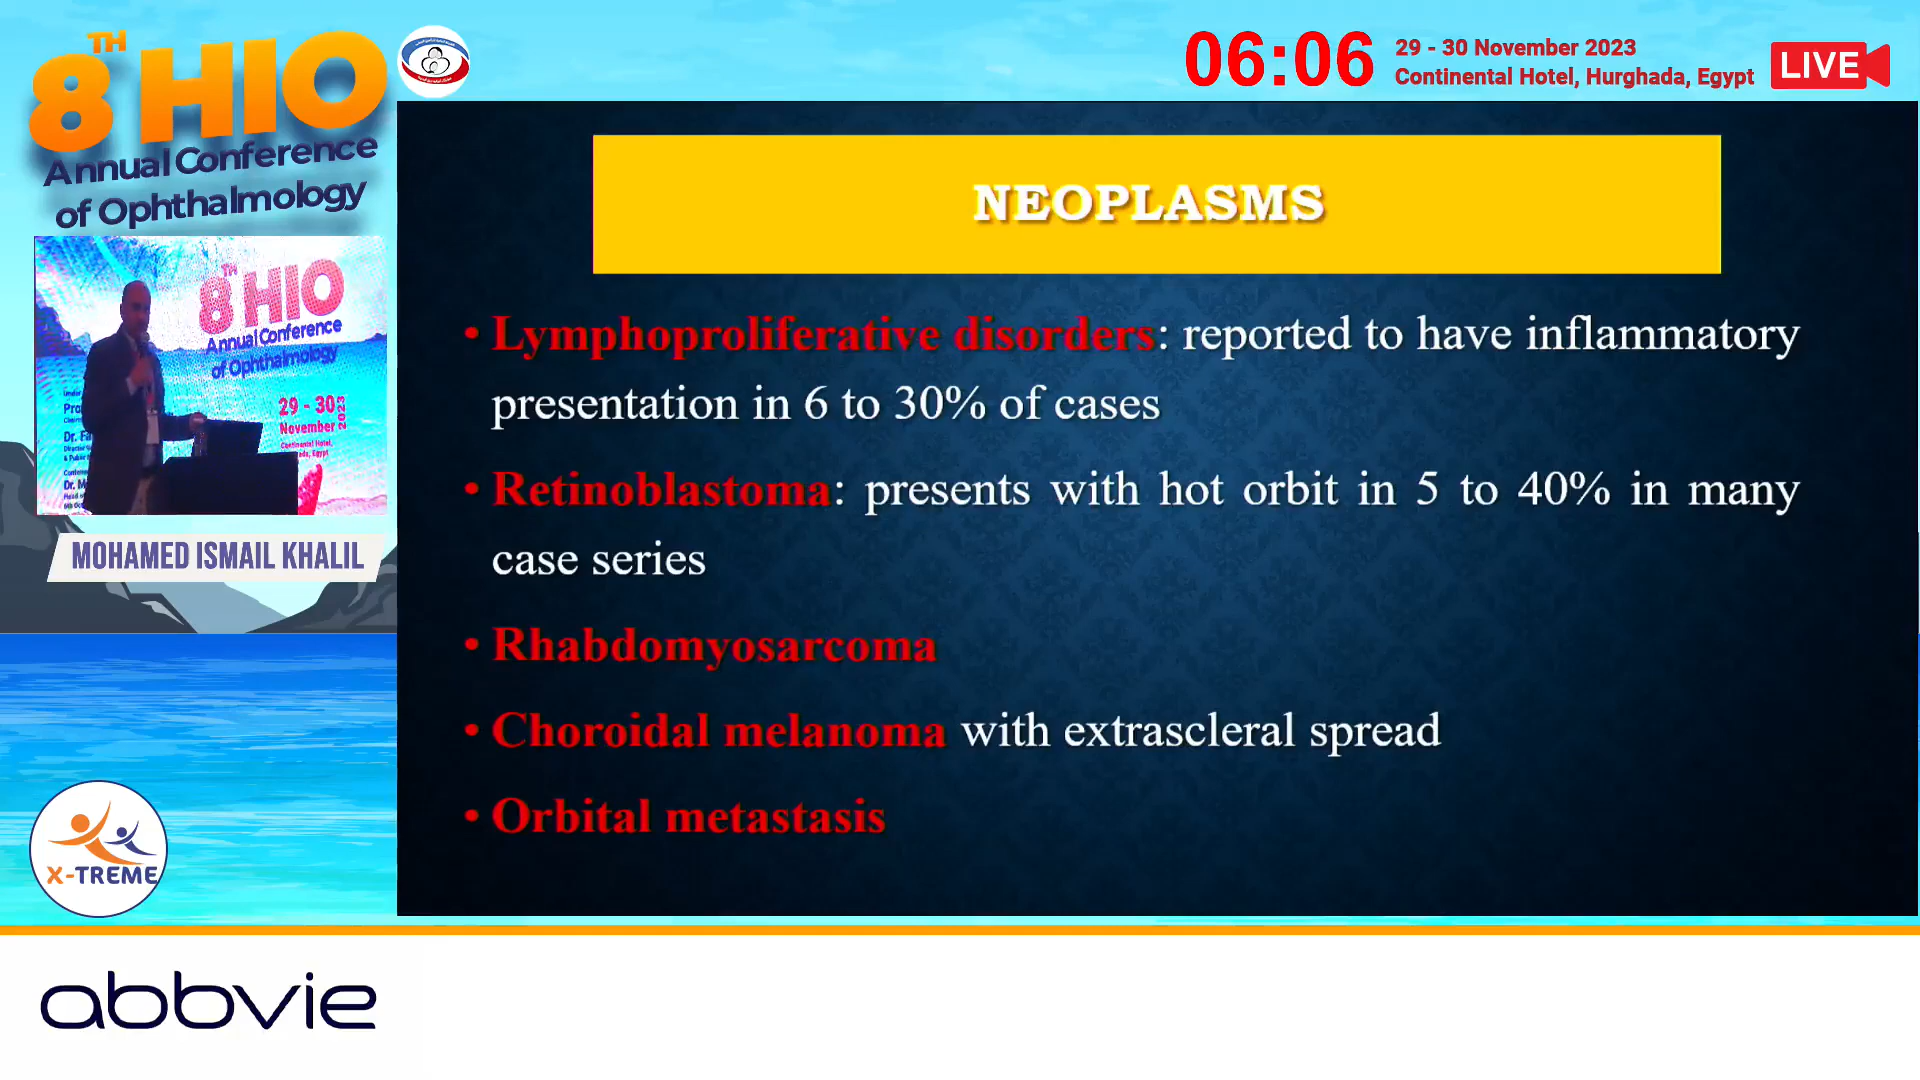 8TH HIO
Annual Conference
of Ophthalmology
06:06
29 - 30 November 2023
Continental Hotel, Hurghada, Egypt
LIVE
8TH HIO
Annual Conference
of Ophthalmology
29 - 30
November 2023
Continental Hotel,
MOHAMED ISMAIL KHALIL
NEOPLASMS
• Lymphoproliferative disorders: reported to have inflammatory
presentation in 6 to 30% of cases
• Retinoblastoma: presents with hot orbit in 5 to 40% in many
case series
• Rhabdomyosarcoma
• Choroidal melanoma with extrascleral spread
• Orbital metastasis
X-TREME
abbvie